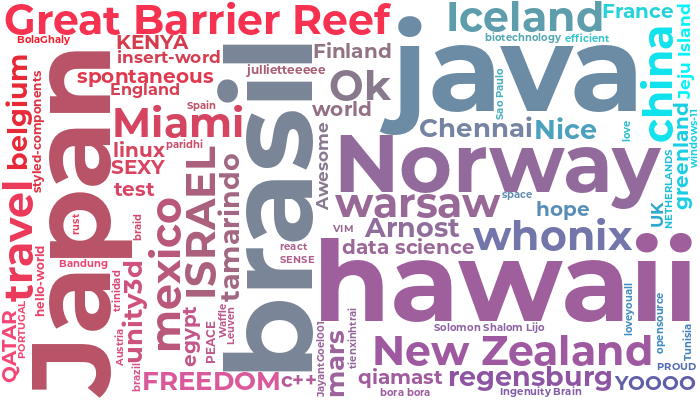 Great Barrier Reef
Iceland
France
BolaGhaly
KENYA
insert-word
Finland
biotechnology
efficient
java
china
Jeju Island
spontaneous
jullietteeeee
England
belgium
styled-components
Japan
Spain
Ok
world
Sao Paulo
Miami
brasil
Chennai
Nice
love
greenland
windows-11
linux
paridhi
SEXY
test
ISRAEL
tamarindo
Awesome
Norway
NETHERLANDS
UK
travel
rust
braid
mexico
warsaw
space
hope
VIM
Arnost
whonix
hello-world
react
SENSE
data science
hawaii
Bandung
trinidad
unity3d
QATAR
PORTUGAL
Austria
brazil
egypt
PEACE
Waffle
Leuven
FREEDOM
c++
JayantGoel001
mars
tienxinhtrai
Solomon Shalom Lijo
loveyouall
opensource
Tunisia
New Zealand
PROUD
qiamast
regensburg
YOOOO
bora bora
Ingenuity
Brain